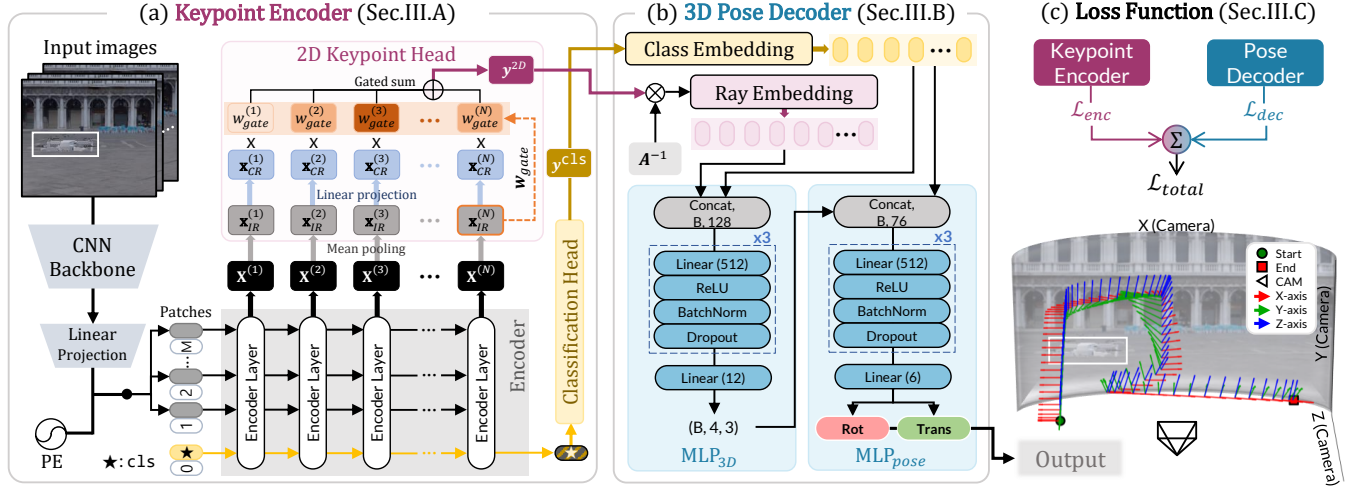 (a) Keypoint Encoder (Sec.III.A)
Input images
CNN
Backbone
Linear
Projection
PE
★:cls
Patches
M
...
2
1
0
★
2D Keypoint Head
Gated sum
w_gate^(1) w_gate^(2) w_gate^(3) ... w_gate^(N)
X X X X
x_CR^(1) x_CR^(2) x_CR^(3) ... x_CR^(N)
Linear projection
x_IR^(1) x_IR^(2) x_IR^(3) ... x_IR^(N)
Mean pooling
X^(1) X^(2) X^(3) ... X^(N)
w_gate
Encoder Layer
Encoder Layer
Encoder Layer
Encoder Layer
Encoder
★
Classification Head
y^cls
y^2D
(b) 3D Pose Decoder (Sec.III.B)
Class Embedding
...
Ray Embedding
...
A^−1
Concat,
B, 128
x3
Linear (512)
ReLU
BatchNorm
Dropout
Linear (12)
(B, 4, 3)
MLP_3D
Concat,
B, 76
x3
Linear (512)
ReLU
BatchNorm
Dropout
Linear (6)
Rot
Trans
MLP_pose
Output
(c) Loss Function (Sec.III.C)
Keypoint
Encoder
Pose
Decoder
ℒ_enc
ℒ_dec
Σ
ℒ_total
X (Camera)
Start
End
CAM
X-axis
Y-axis
Z-axis
Y (Camera)
Z (Camera)